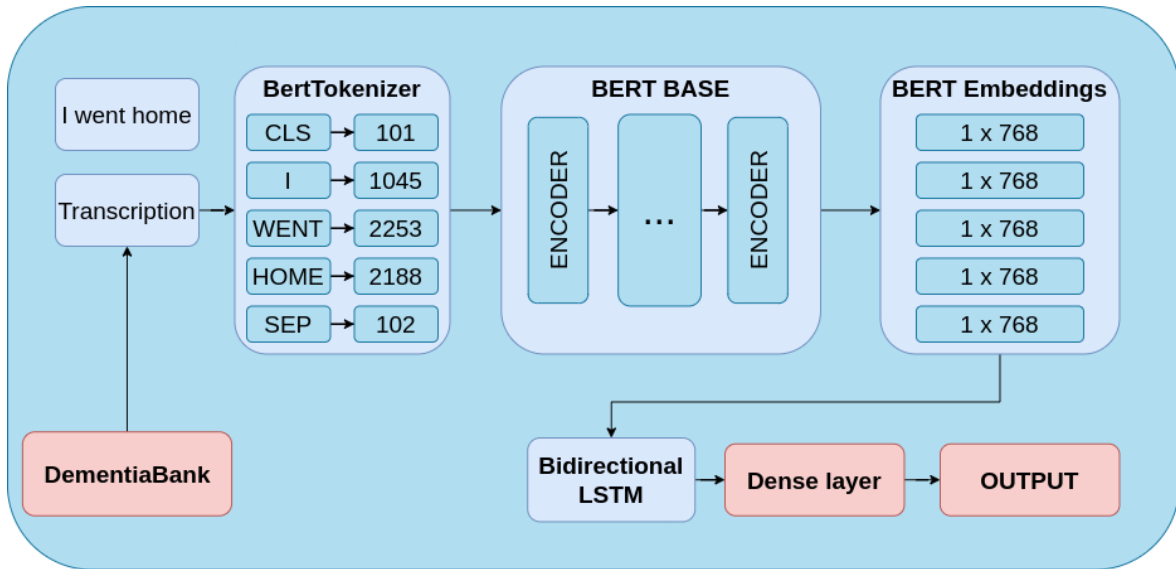 I went home
Transcription
DementiaBank
BertTokenizer
CLS 101
I 1045
WENT 2253
HOME 2188
SEP 102
BERT BASE
ENCODER
...
ENCODER
BERT Embeddings
1 x 768
1 x 768
1 x 768
1 x 768
1 x 768
Bidirectional
LSTM
Dense layer
OUTPUT